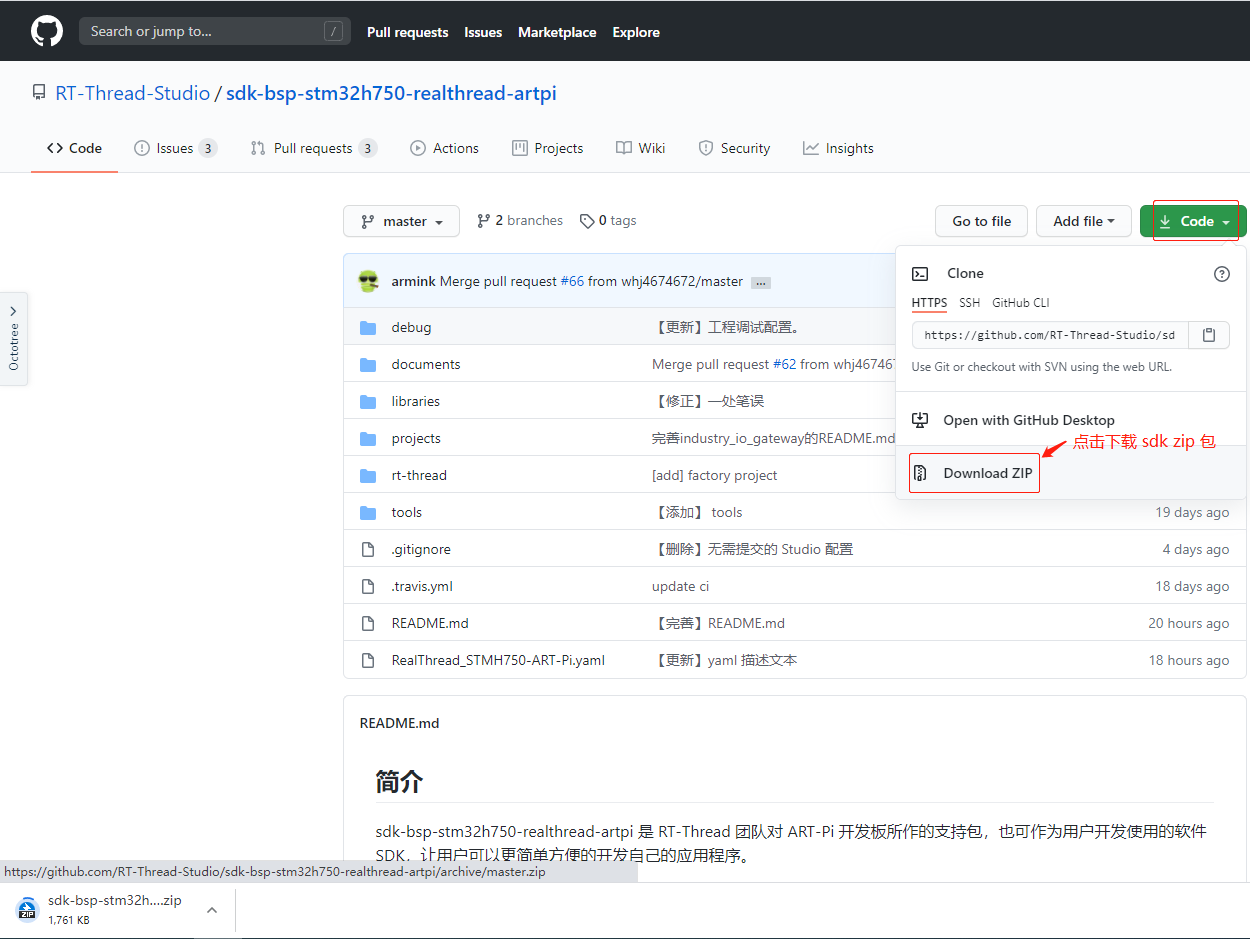 Search or jump to... / Pull requests Issues Marketplace Explore
RT-Thread-Studio / sdk-bsp-stm32h750-realthread-artpi
Code Issues 3 Pull requests 3 Actions Projects Wiki Security Insights
master 2 branches 0 tags Go to file Add file Code
armink Merge pull request #66 from whj4674672/master ...
Clone
HTTPS SSH GitHub CLI
https://github.com/RT-Thread-Studio/sd
Use Git or checkout with SVN using the web URL.
Open with GitHub Desktop
点击下载 sdk zip 包
Download ZIP
Octotree
debug 【更新】工程调试配置。
documents Merge pull request #62 from whj467467
libraries 【修正】一处笔误
projects 完善industry_io_gateway的README.md
rt-thread [add] factory project
tools 【添加】 tools 19 days ago
.gitignore 【删除】无需提交的 Studio 配置 4 days ago
.travis.yml update ci 18 days ago
README.md 【完善】README.md 20 hours ago
RealThread_STMH750-ART-Pi.yaml 【更新】yaml 描述文本 18 hours ago
README.md
简介
sdk-bsp-stm32h750-realthread-artpi 是 RT-Thread 团队对 ART-Pi 开发板所作的支持包，也可作为用户开发使用的软件
SDK，让用户可以更简单方便的开发自己的应用程序。
https://github.com/RT-Thread-Studio/sdk-bsp-stm32h750-realthread-artpi/archive/master.zip
ZIP
sdk-bsp-stm32h....zip
1,761 KB